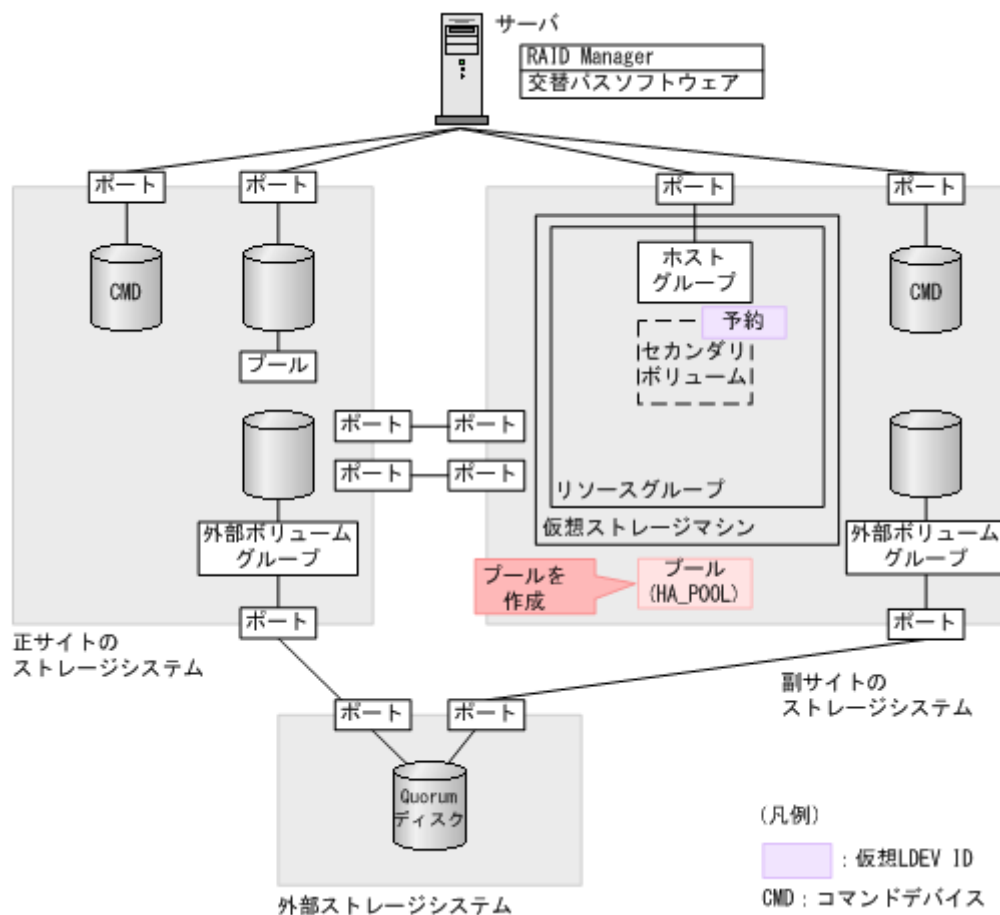 サーバ
RAID Manager
交替パスソフトウェア
ポート
ポート
ポート
ポート
CMD
ホスト
グループ
CMD
予約
セカンダリ
ボリューム
プール
ポート
ポート
ポート
ポート
リソースグループ
仮想ストレージマシン
外部ボリューム
グループ
外部ボリューム
グループ
プールを
作成
プール
(HA_POOL)
ポート
ポート
正サイトの
ストレージシステム
副サイトの
ストレージシステム
ポート
ポート
Quorum
ディスク
外部ストレージシステム
(凡例)
：仮想LDEV ID
CMD：コマンドデバイス